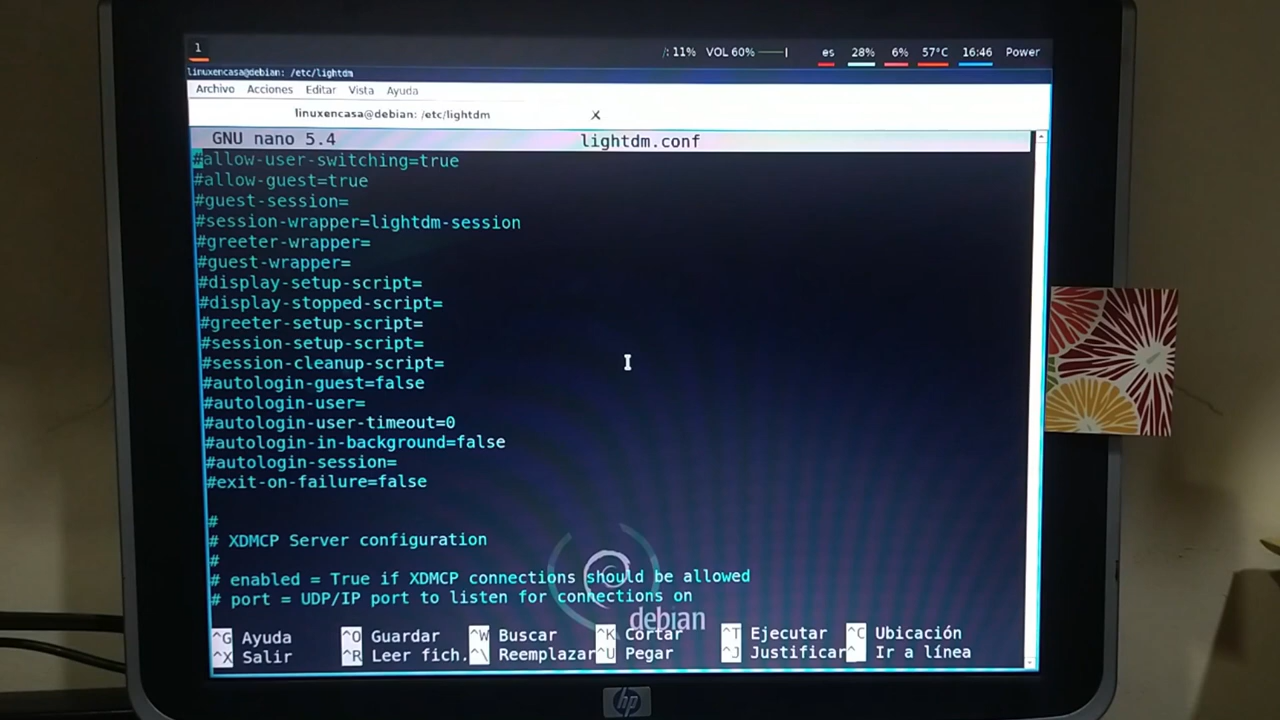 1 /: 11% VOL 60% es 28% 6% 57°C 16:46 Power
linuxencasa@debian: /etc/lightdm
Archivo Acciones Editar Vista Ayuda
linuxencasa@debian: /etc/lightdm X
GNU nano 5.4 lightdm.conf
#allow-user-switching=true
#allow-guest=true
#guest-session=
#session-wrapper=lightdm-session
#greeter-wrapper=
#guest-wrapper=
#display-setup-script=
#display-stopped-script=
#greeter-setup-script=
#session-setup-script=
#session-cleanup-script=
#autologin-guest=false
#autologin-user=
#autologin-user-timeout=0
#autologin-in-background=false
#autologin-session=
#exit-on-failure=false
#
# XDMCP Server configuration
#
# enabled = True if XDMCP connections should be allowed
# port = UDP/IP port to listen for connections on
debian
^G Ayuda ^O Guardar ^W Buscar ^K Cortar ^T Ejecutar ^C Ubicación
^X Salir ^R Leer fich. ^\ Reemplazar ^U Pegar ^J Justificar ^_ Ir a línea
hp